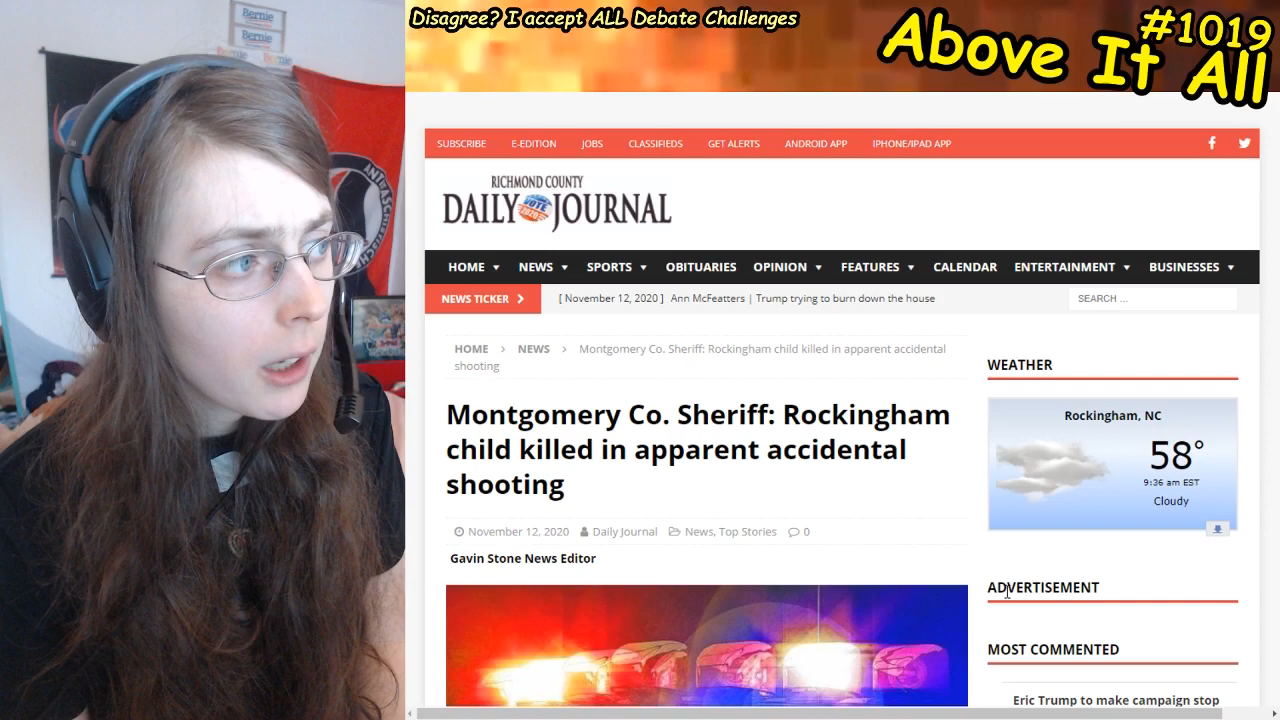 Bernie
Bernie
Bernie
Disagree? I accept ALL Debate Challenges
#1019
Above It All
SUBSCRIBE E-EDITION JOBS CLASSIFIEDS GET ALERTS ANDROID APP IPHONE/IPAD APP
RICHMOND COUNTY
DAILY JOURNAL
VOTE
2020
HOME NEWS SPORTS OBITUARIES OPINION FEATURES CALENDAR ENTERTAINMENT BUSINESSES
NEWS TICKER [ November 12, 2020 ] Ann McFeatters | Trump trying to burn down the house SEARCH …
HOME NEWS Montgomery Co. Sheriff: Rockingham child killed in apparent accidental
shooting
Montgomery Co. Sheriff: Rockingham
child killed in apparent accidental
shooting
November 12, 2020 Daily Journal News, Top Stories 0
Gavin Stone News Editor
WEATHER
Rockingham, NC
58°
9:36 am EST
Cloudy
ADVERTISEMENT
MOST COMMENTED
Eric Trump to make campaign stop